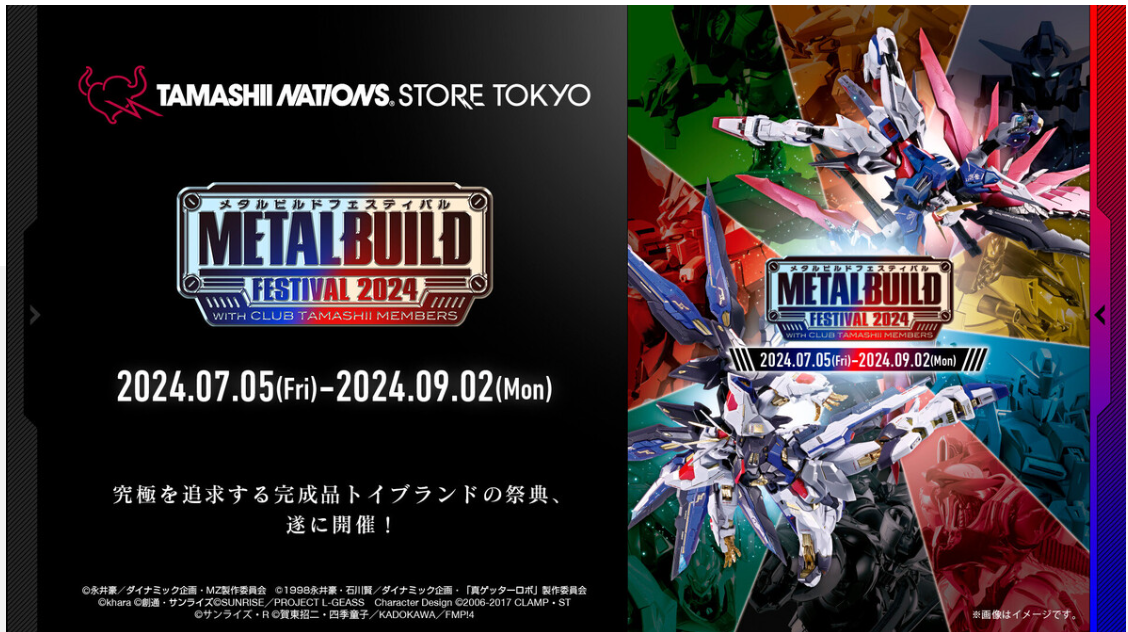 TAMASHII NATIONS. STORE TOKYO
メタルビルドフェスティバル
METAL BUILD
FESTIVAL 2024
WITH CLUB TAMASHII MEMBERS
2024.07.05(Fri)-2024.09.02(Mon)
究極を追求する完成品トイブランドの祭典、
遂に開催！
©永井豪／ダイナミック企画・MZ製作委員会 ©1998永井豪・石川賢／ダイナミック企画・「真ゲッターロボ」製作委員会
©khara ©創通・サンライズ©SUNRISE／PROJECT L-GEASS Character Design ©2006-2017 CLAMP・ST
©サンライズ・R ©賀東招二・四季童子／KADOKAWA／FMP!4
メタルビルドフェスティバル
METAL BUILD
FESTIVAL 2024
WITH CLUB TAMASHII MEMBERS
2024.07.05(Fri)-2024.09.02(Mon)
※画像はイメージです。